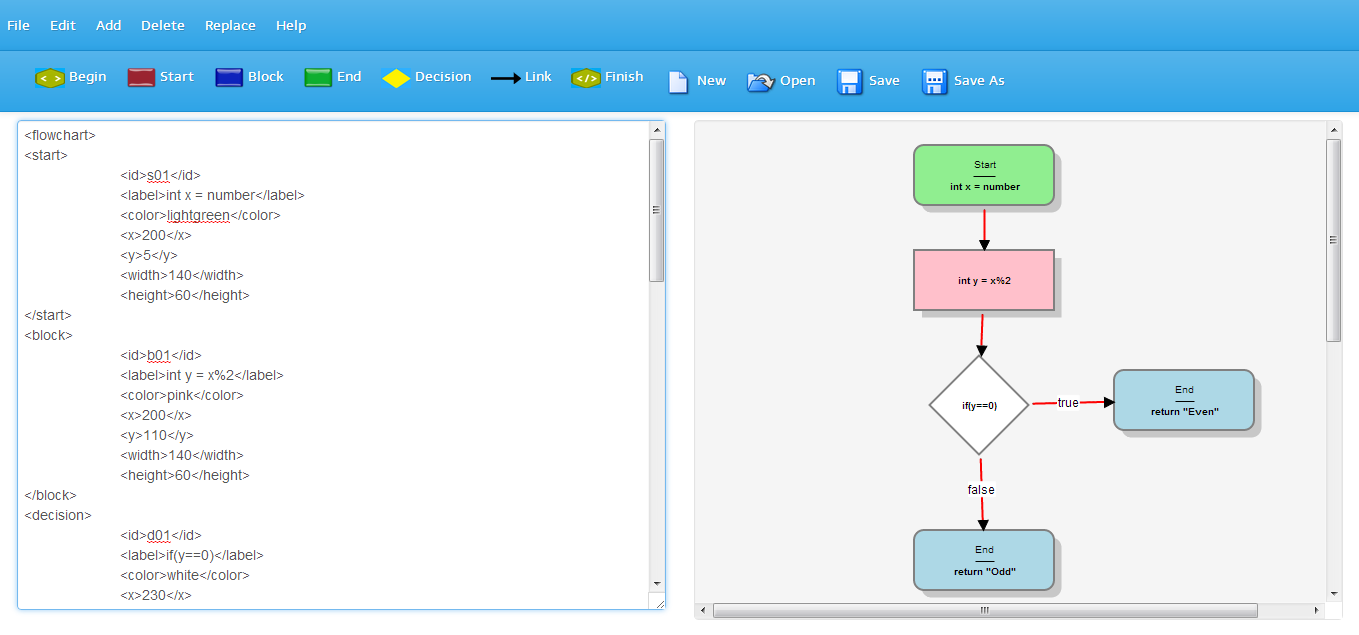 File Edit Add Delete Replace Help
Begin Start Block End Decision Link Finish New Open Save Save As
<flowchart>
<start>
<id>s01</id>
<label>int x = number</label>
<color>lightgreen</color>
<x>200</x>
<y>5</y>
<width>140</width>
<height>60</height>
</start>
<block>
<id>b01</id>
<label>int y = x%2</label>
<color>pink</color>
<x>200</x>
<y>110</y>
<width>140</width>
<height>60</height>
</block>
<decision>
<id>d01</id>
<label>if(y==0)</label>
<color>white</color>
<x>230</x>
Start
int x = number
int y = x%2
if(y==0)
true
End
return "Even"
false
End
return "Odd"